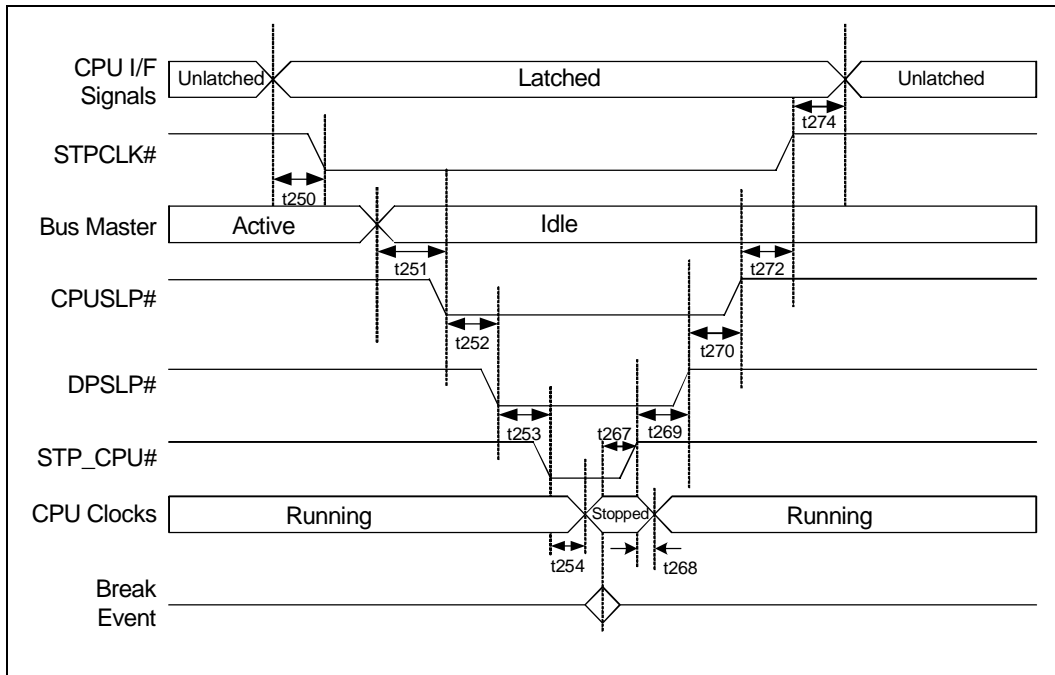 CPU I/F
Signals
Unlatched
Latched
Unlatched
t274
STPCLK#
t250
Bus Master
Active
Idle
t251
t272
CPUSLP#
t252
t270
DPSLP#
t253
t267
t269
STP_CPU#
CPU Clocks
Running
Stopped
Running
t254
t268
Break
Event